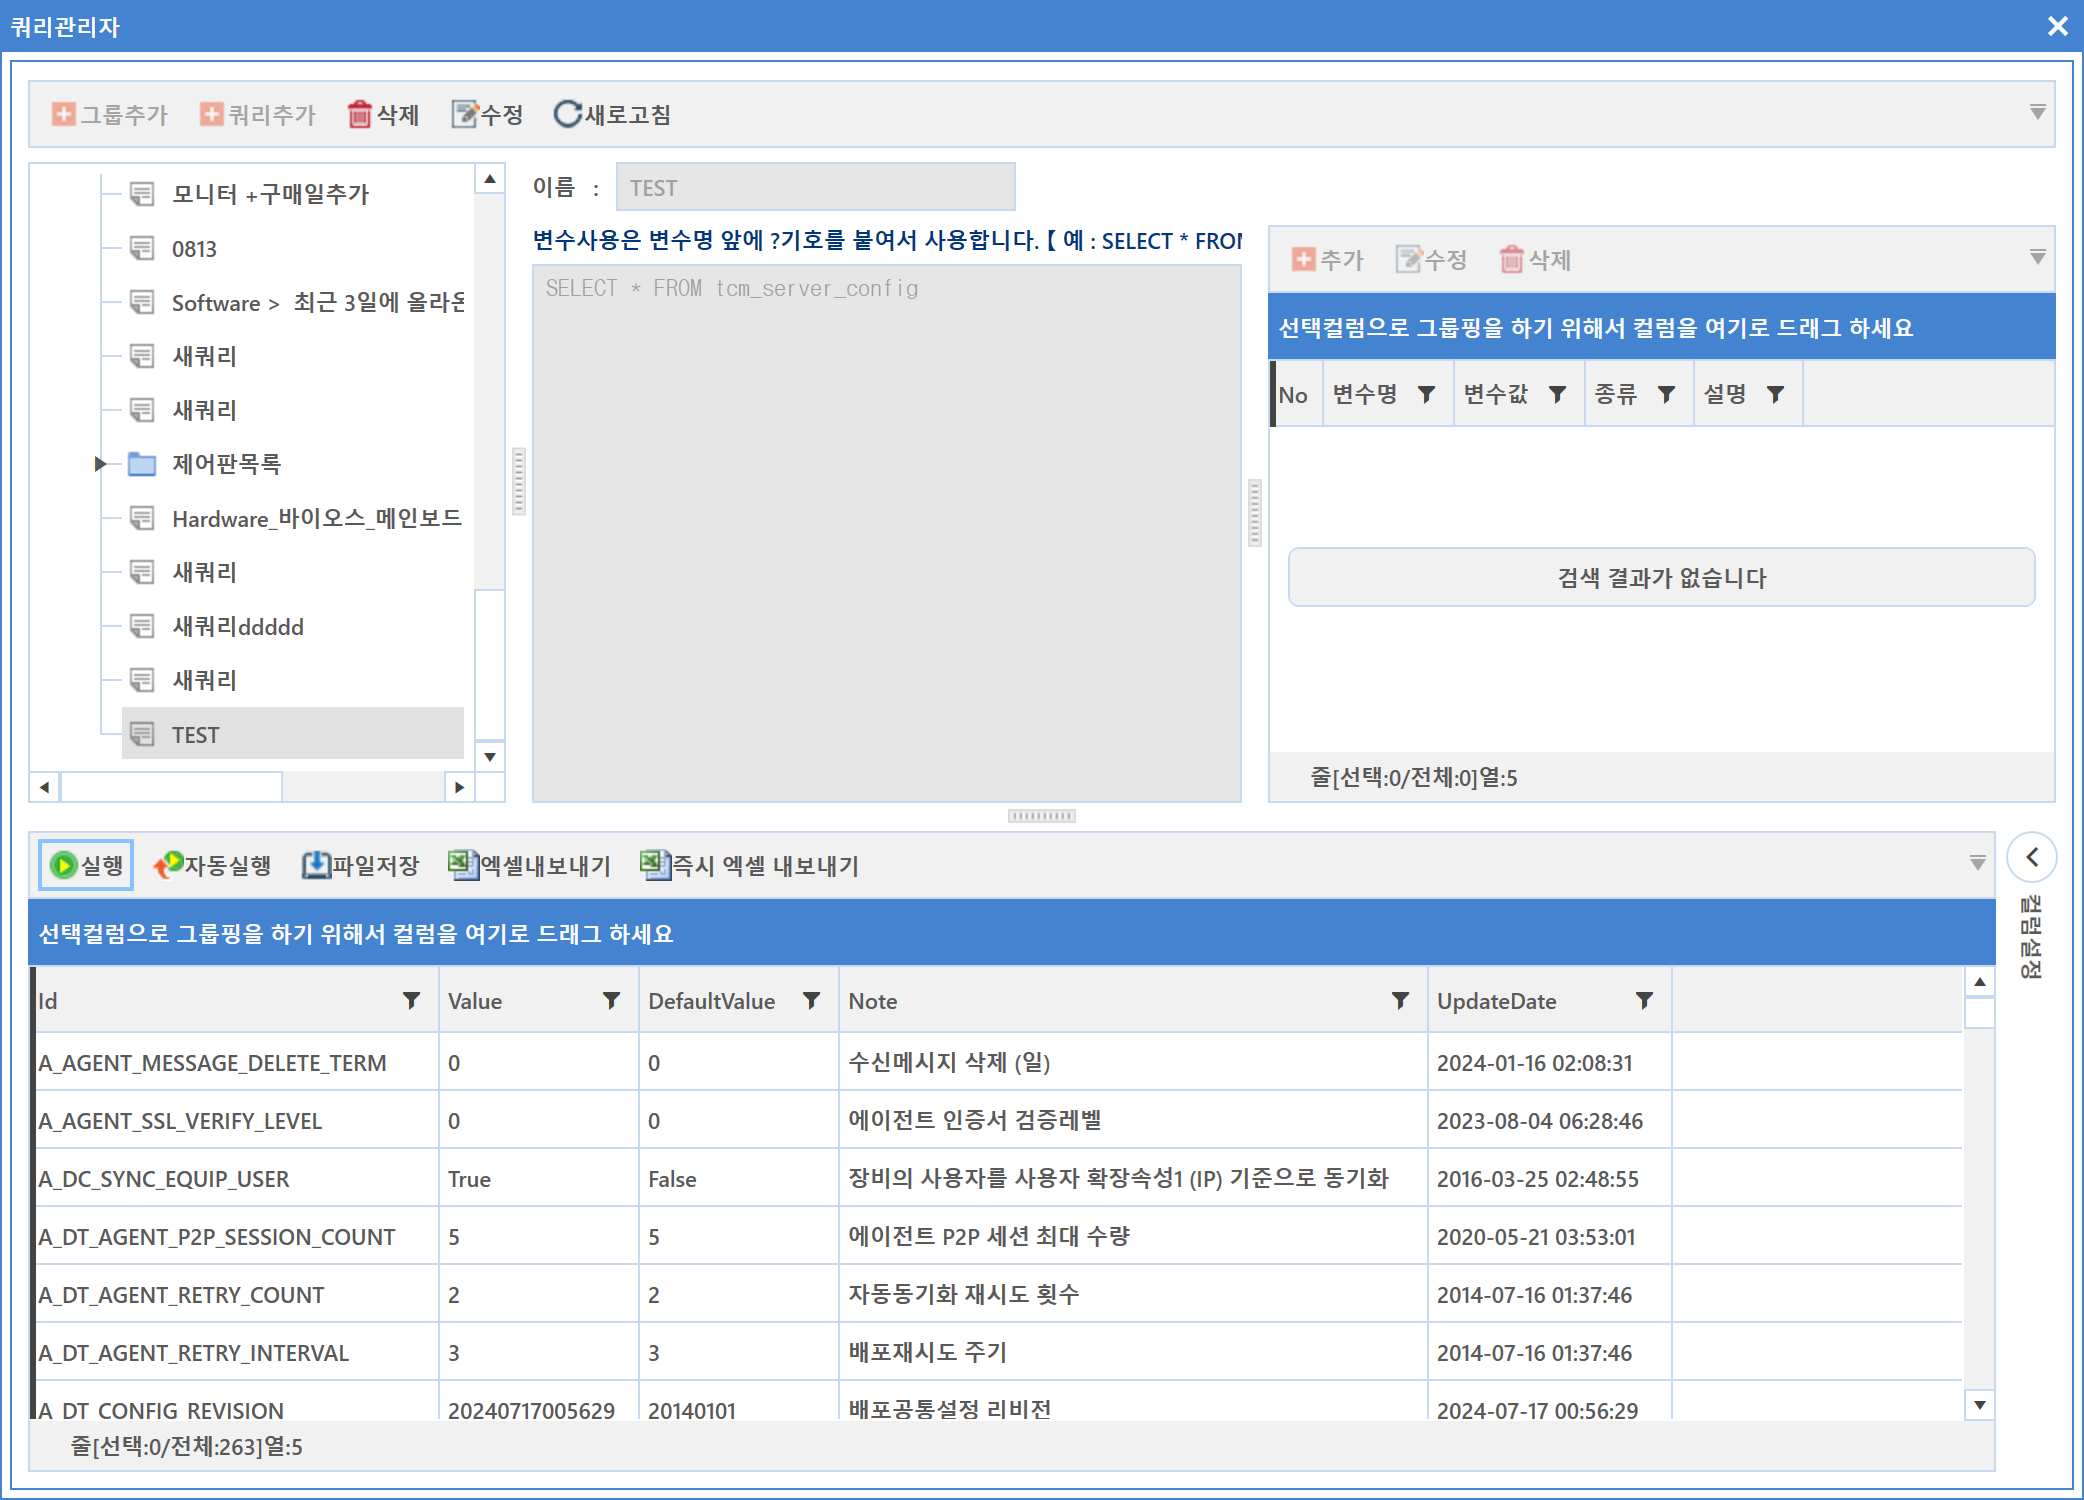 쿼리관리자
그룹추가 쿼리추가 삭제 수정 새로고침
모니터 +구매일추가
0813
Software > 최근 3일에 올라온
새쿼리
새쿼리
제어판목록
Hardware_바이오스_메인보드
새쿼리
새쿼리ddddd
새쿼리
TEST
이름 : TEST
변수사용은 변수명 앞에 ?기호를 붙여서 사용합니다.【 예 : SELECT * FROM
SELECT * FROM tcm_server_config
추가 수정 삭제
선택컬럼으로 그룹핑을 하기 위해서 컬럼을 여기로 드래그 하세요
No 변수명 변수값 종류 설명
검색 결과가 없습니다
줄[선택:0/전체:0]열:5
실행 자동실행 파일저장 엑셀내보내기 즉시 엑셀 내보내기
컬럼설정
선택컬럼으로 그룹핑을 하기 위해서 컬럼을 여기로 드래그 하세요
Id Value DefaultValue Note UpdateDate
A_AGENT_MESSAGE_DELETE_TERM 0 0 수신메시지 삭제 (일) 2024-01-16 02:08:31
A_AGENT_SSL_VERIFY_LEVEL 0 0 에이전트 인증서 검증레벨 2023-08-04 06:28:46
A_DC_SYNC_EQUIP_USER True False 장비의 사용자를 사용자 확장속성1 (IP) 기준으로 동기화 2016-03-25 02:48:55
A_DT_AGENT_P2P_SESSION_COUNT 5 5 에이전트 P2P 세션 최대 수량 2020-05-21 03:53:01
A_DT_AGENT_RETRY_COUNT 2 2 자동동기화 재시도 횟수 2014-07-16 01:37:46
A_DT_AGENT_RETRY_INTERVAL 3 3 배포재시도 주기 2014-07-16 01:37:46
A_DT_CONFIG_REVISION 20240717005629 20140101 배포공통설정 리비전 2024-07-17 00:56:29
줄[선택:0/전체:263]열:5